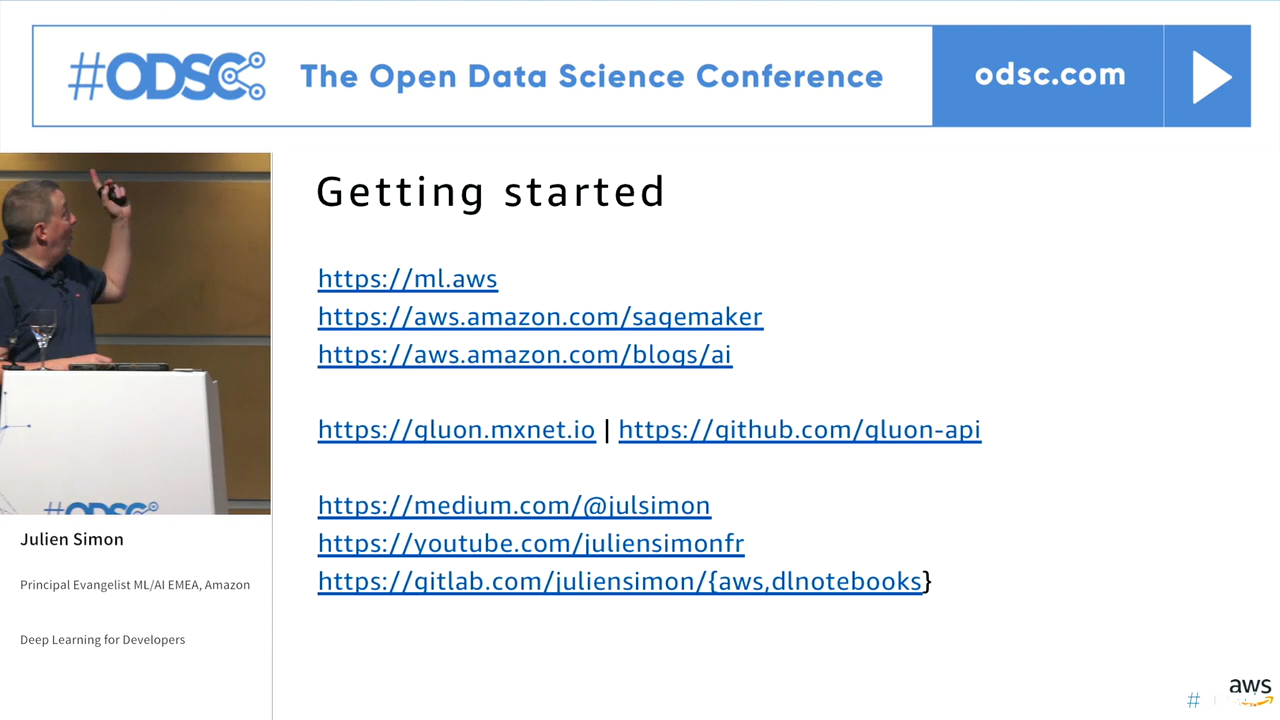 #ODSC The Open Data Science Conference odsc.com
Getting started
https://ml.aws
https://aws.amazon.com/sagemaker
https://aws.amazon.com/blogs/ai
https://gluon.mxnet.io | https://github.com/gluon-api
https://medium.com/@julsimon
https://youtube.com/juliensimonfr
https://gitlab.com/juliensimon/{aws,dlnotebooks}
#ODSC
Julien Simon
Principal Evangelist ML/AI EMEA, Amazon
Deep Learning for Developers
aws
#